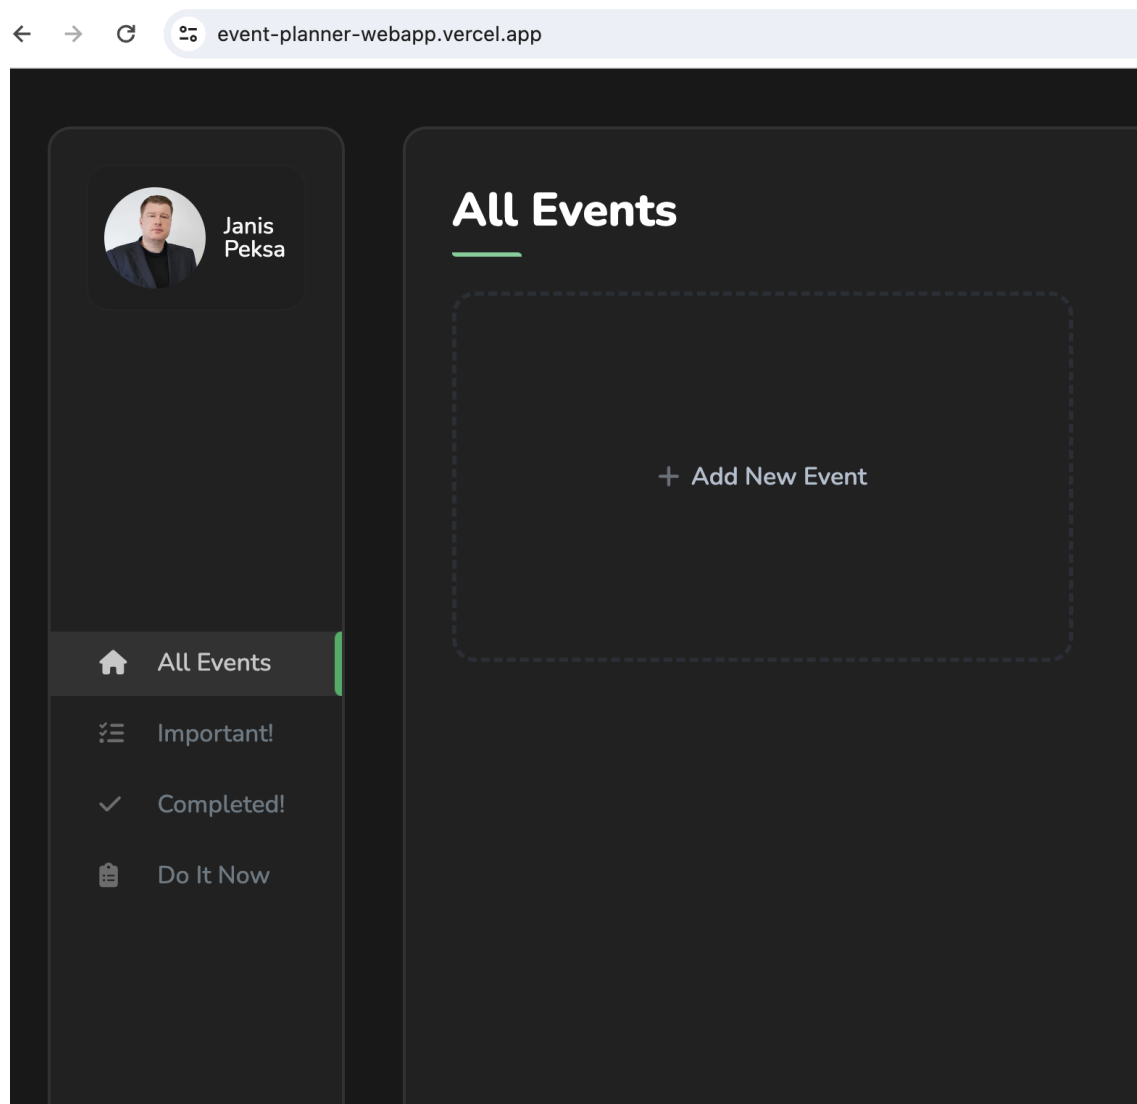 event-planner-webapp.vercel.app
Janis
Peksa
All Events
Important!
Completed!
Do It Now
All Events
Add New Event